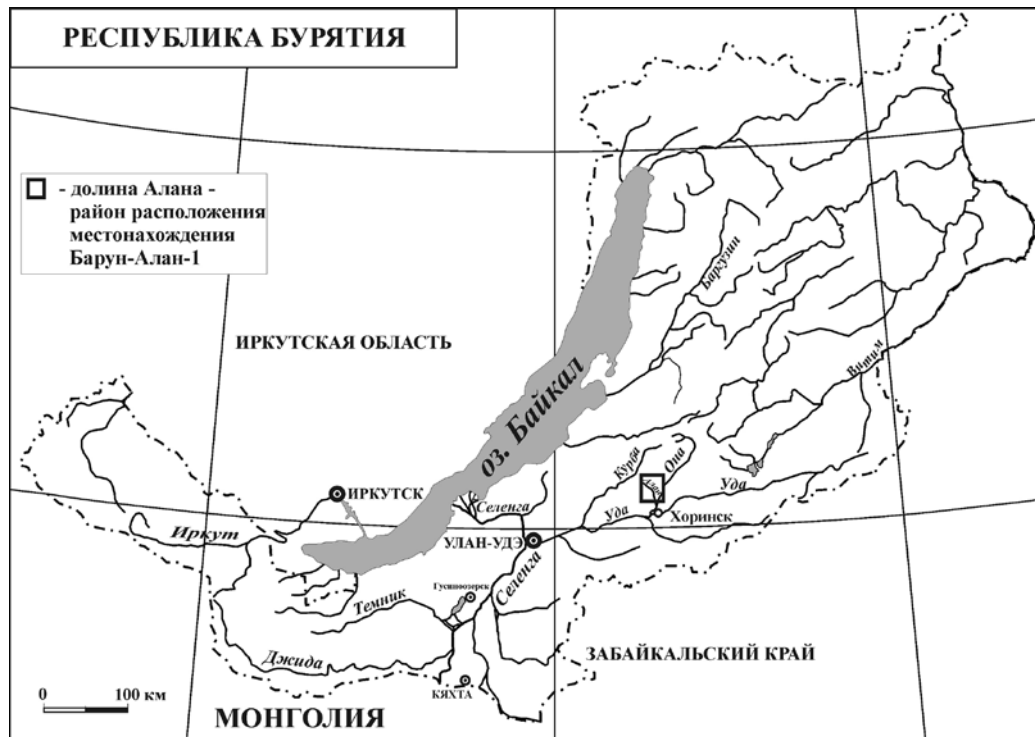 РЕСПУБЛИКА БУРЯТИЯ
- долина Алана -
район расположения
местонахождения
Барун-Алан-1
ИРКУТСКАЯ ОБЛАСТЬ
Баргузин
Витим
оз. Байкал
Курба
Она
Уда
ИРКУТСК
Селенга
Уда
Хоринск
Иркут
УЛАН-УДЭ
Селенга
Гусиноозерск
Темник
Джида
ЗАБАЙКАЛЬСКИЙ КРАЙ
КЯХТА
0 100 км
МОНГОЛИЯ